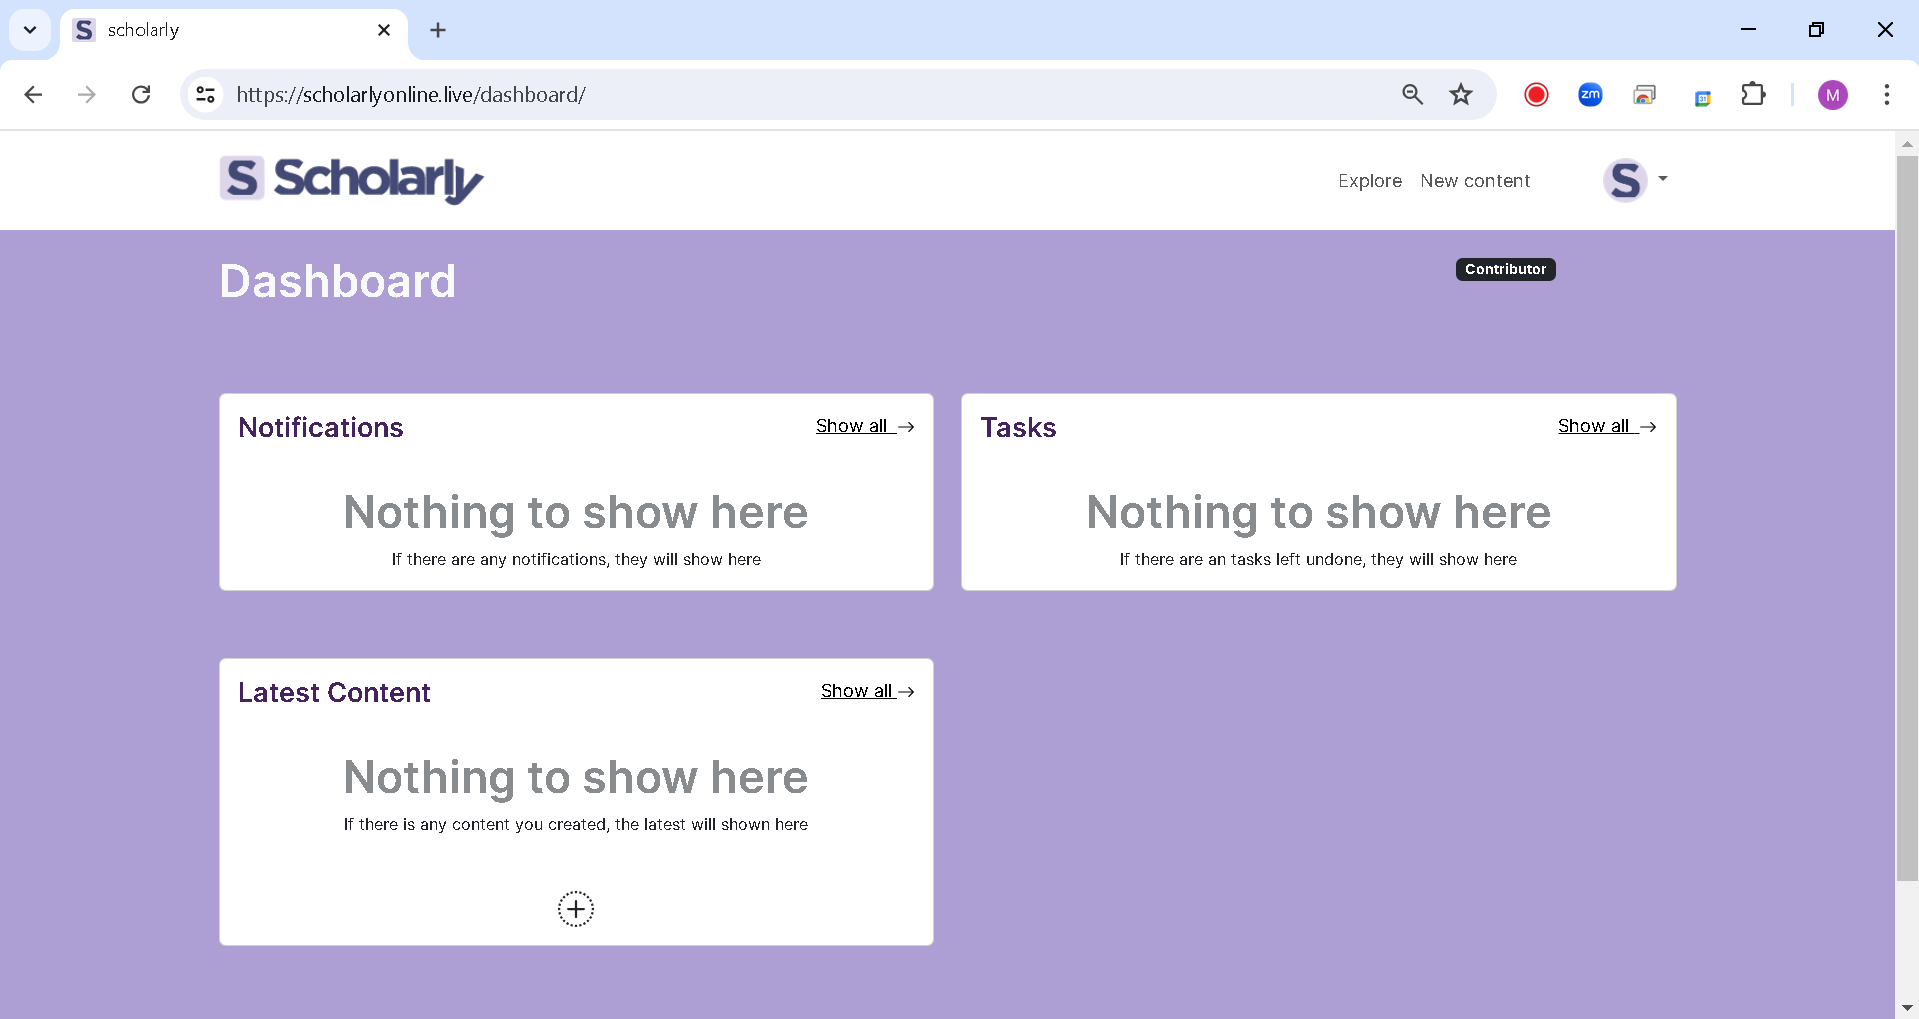 S scholarly
https://scholarlyonline.live/dashboard/
zm
31
M
S Scholarly
Explore New content
S
Dashboard
Contributor
Notifications
Show all →
Nothing to show here
If there are any notifications, they will show here
Tasks
Show all →
Nothing to show here
If there are an tasks left undone, they will show here
Latest Content
Show all →
Nothing to show here
If there is any content you created, the latest will shown here